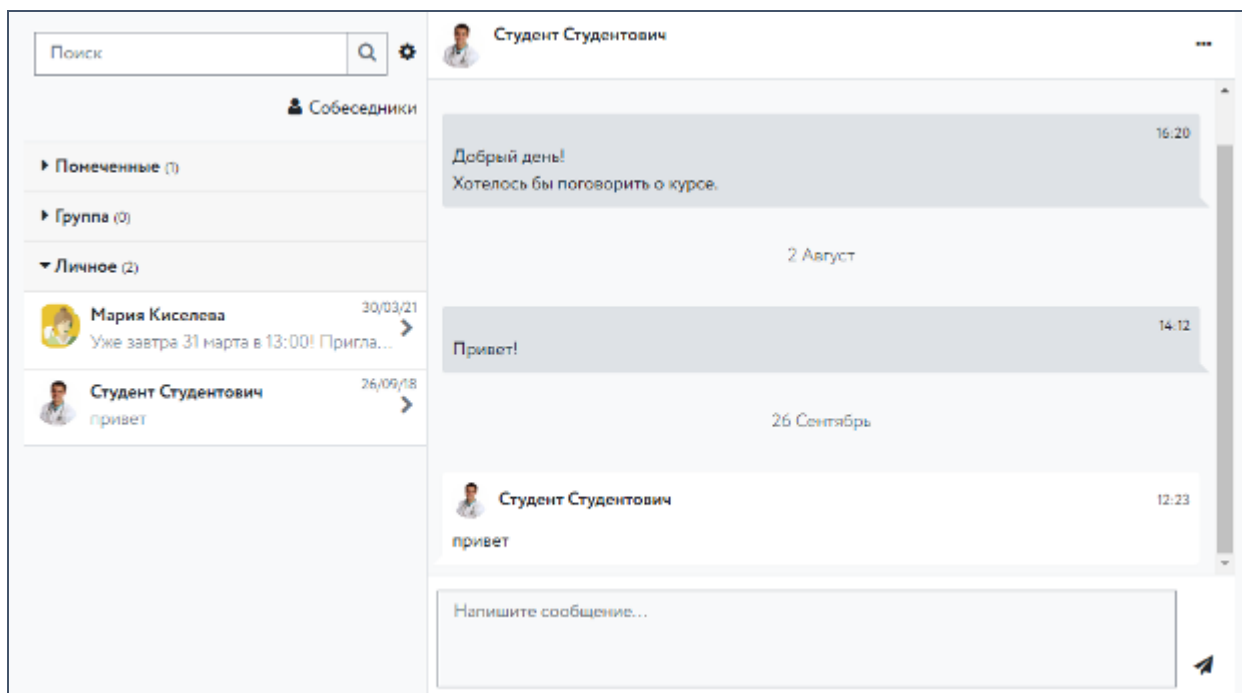 Поиск
Собеседники
Помеченные (1)
Группа (0)
Личное (2)
Мария Киселева
30/03/21
Уже завтра 31 марта в 13:00! Пригла...
Студент Студентович
26/09/18
привет
Студент Студентович
16:20
Добрый день!
Хотелось бы поговорить о курсе.
2 Август
14:12
Привет!
26 Сентябрь
Студент Студентович
12:23
привет
Напишите сообщение...